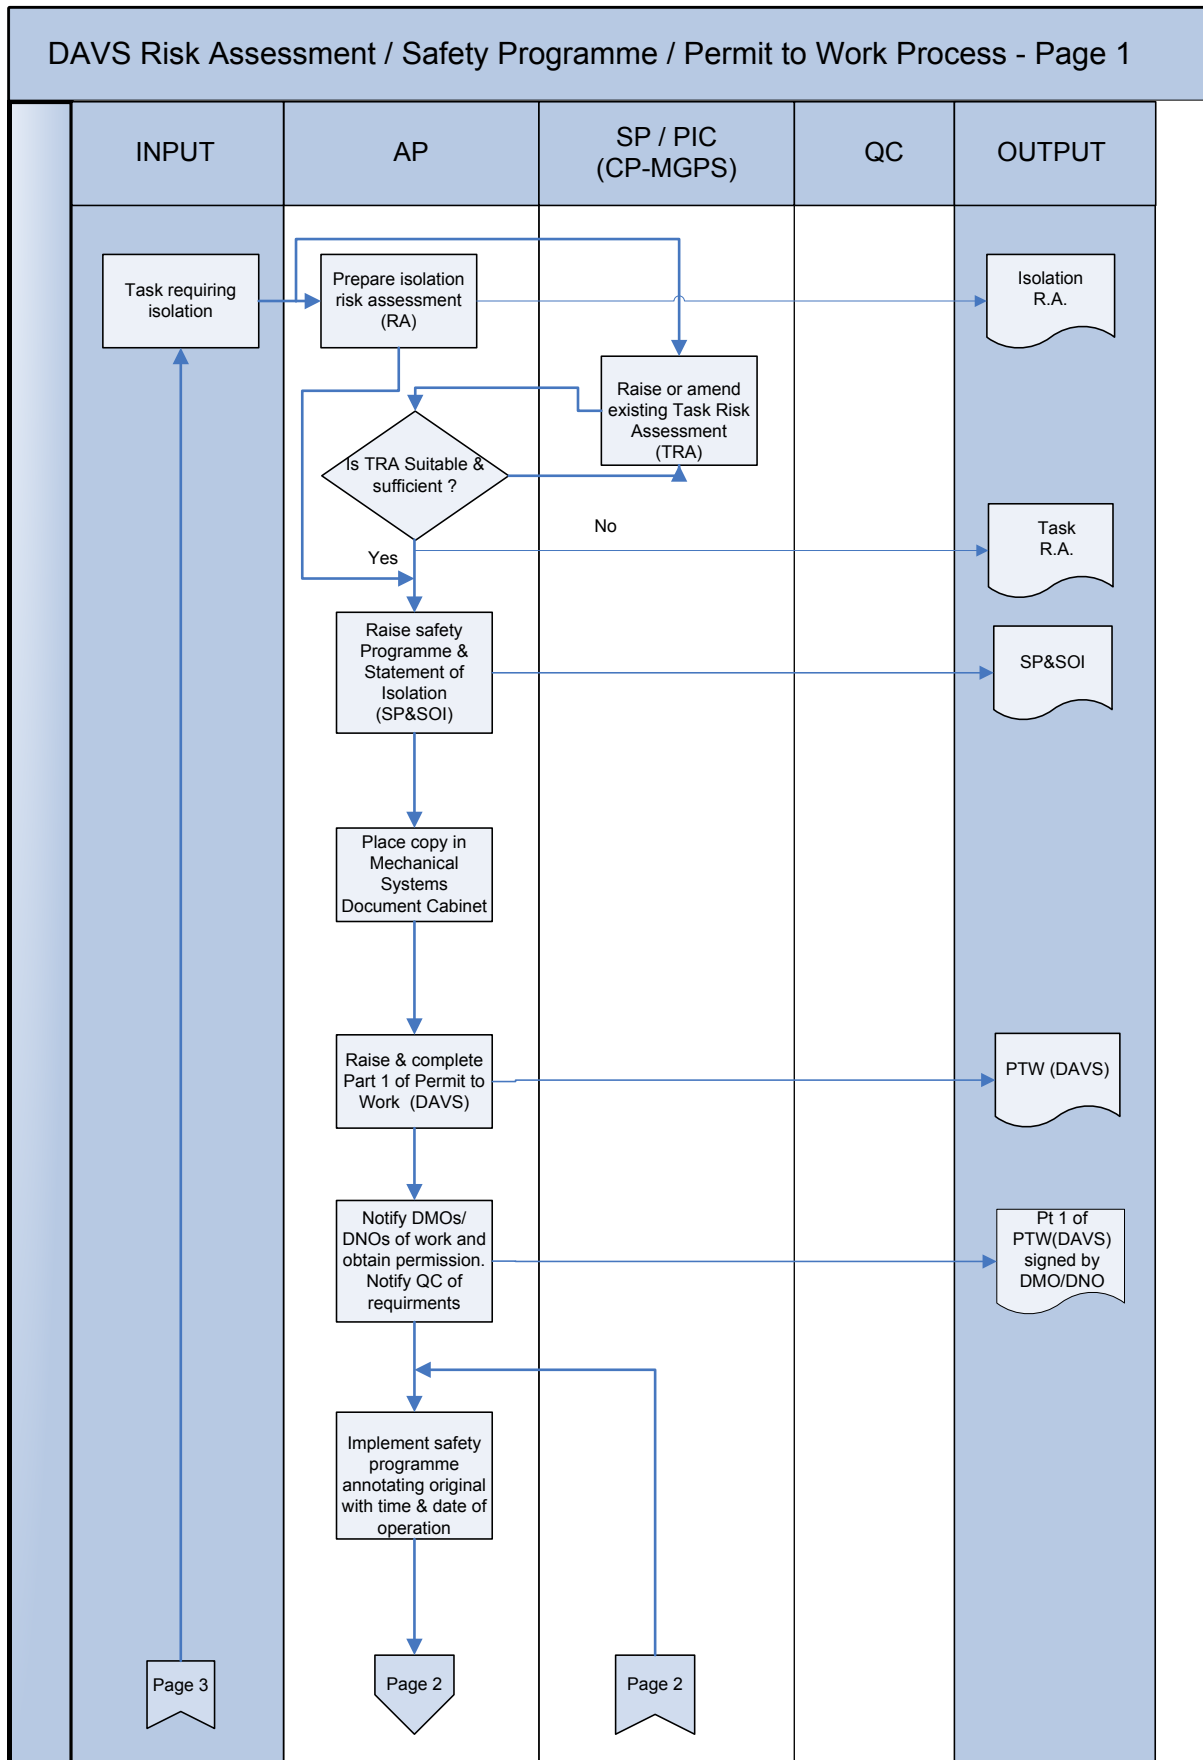 DAVS Risk Assessment / Safety Programme / Permit to Work Process - Page 1
INPUT
AP
SP / PIC
(CP-MGPS)
QC
OUTPUT
Task requiring
isolation
Prepare isolation
risk assessment
(RA)
Isolation
R.A.
Raise or amend
existing Task Risk
Assessment
(TRA)
Is TRA Suitable &
sufficient ?
No
Yes
Task
R.A.
Raise safety
Programme &
Statement of
Isolation
(SP&SOI)
SP&SOI
Place copy in
Mechanical
Systems
Document Cabinet
Raise & complete
Part 1 of Permit to
Work (DAVS)
PTW (DAVS)
Notify DMOs/
DNOs of work and
obtain permission.
Notify QC of
requirments
Pt 1 of
PTW(DAVS)
signed by
DMO/DNO
Implement safety
programme
annotating original
with time & date of
operation
Page 3
Page 2
Page 2